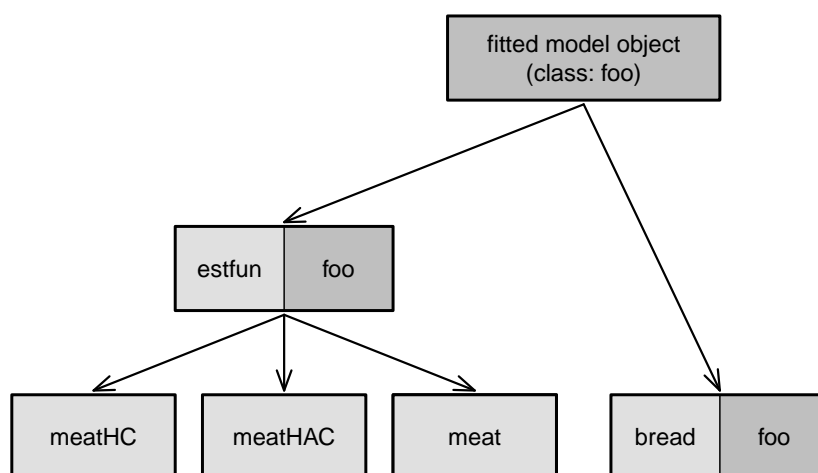 fitted model object
(class: foo)
estfun foo
meatHC meatHAC meat bread foo